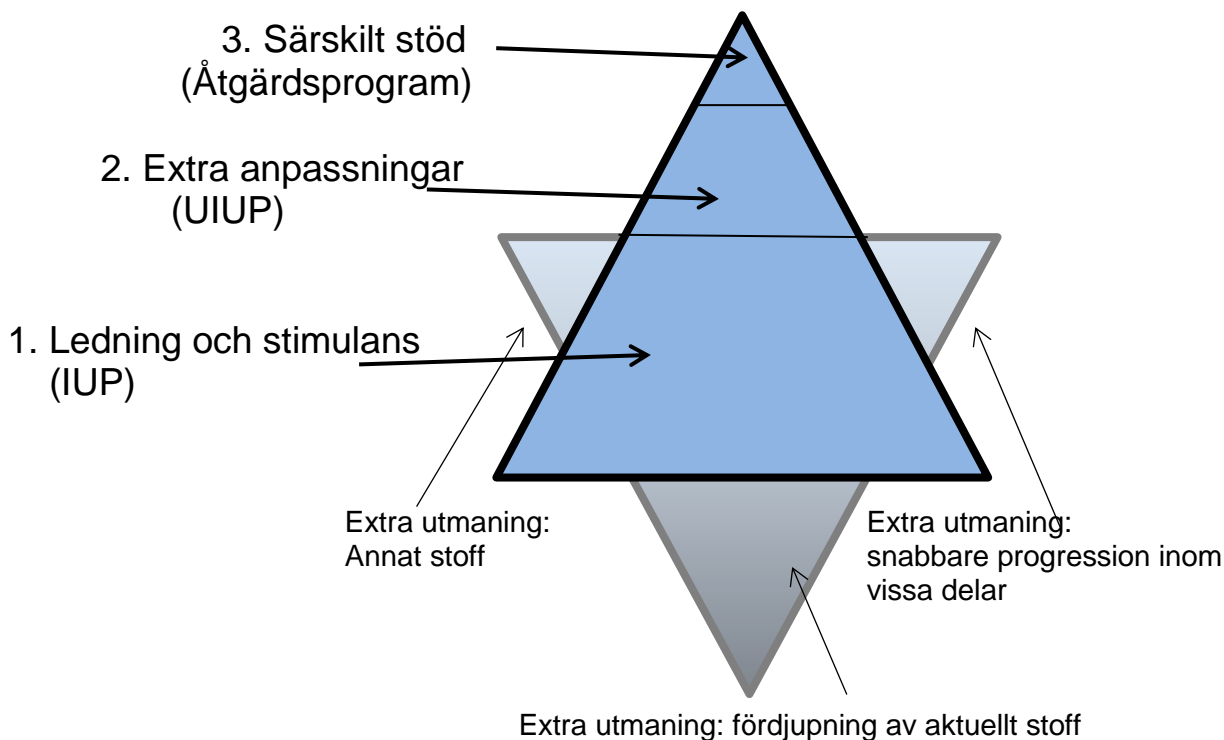 3. Särskilt stöd
(Åtgärdsprogram)
2. Extra anpassningar
(UIUP)
1. Ledning och stimulans
(IUP)
Extra utmaning:
Annat stoff
Extra utmaning:
snabbare progression inom
vissa delar
Extra utmaning: fördjupning av aktuellt stoff